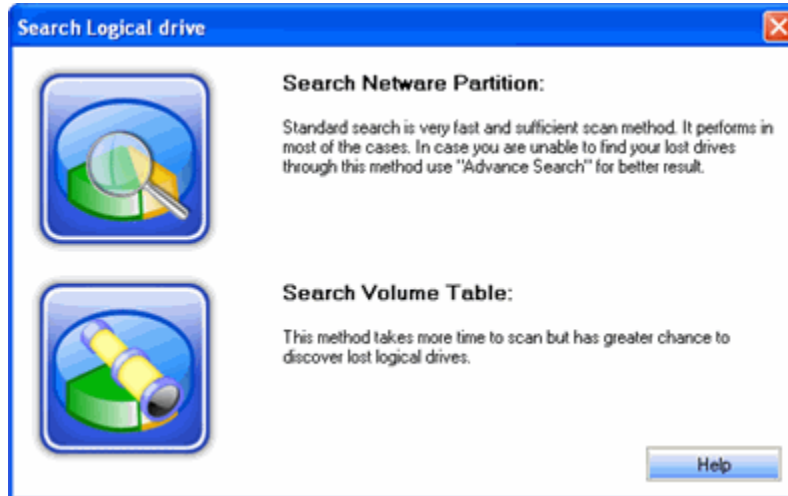 Search Logical drive
Search Netware Partition:
Standard search is very fast and sufficient scan method. It performs in
most of the cases. In case you are unable to find your lost drives
through this method use "Advance Search" for better result.
Search Volume Table:
This method takes more time to scan but has greater chance to
discover lost logical drives.
Help